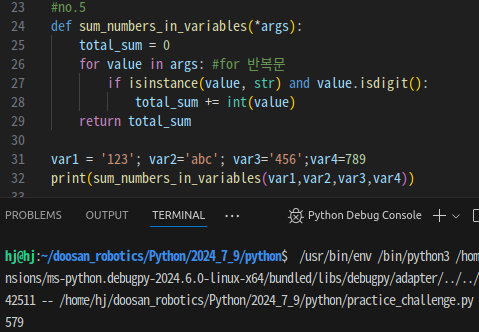 23 #no.5
24 def sum_numbers_in_variables(*args):
25 total_sum = 0
26 for value in args: #for 반복문
27 if isinstance(value, str) and value.isdigit():
28 total_sum += int(value)
29 return total_sum
30
31 var1 = '123'; var2='abc'; var3='456';var4=789
32 print(sum_numbers_in_variables(var1,var2,var3,var4))
PROBLEMS OUTPUT TERMINAL ... Python Debug Console
hj@hj:~/doosan_robotics/Python/2024_7_9/python$ /usr/bin/env /bin/python3 /hom
nsions/ms-python.debugpy-2024.6.0-linux-x64/bundled/libs/debugpy/adapter/../../
42511 -- /home/hj/doosan_robotics/Python/2024_7_9/python/practice_challenge.py
579